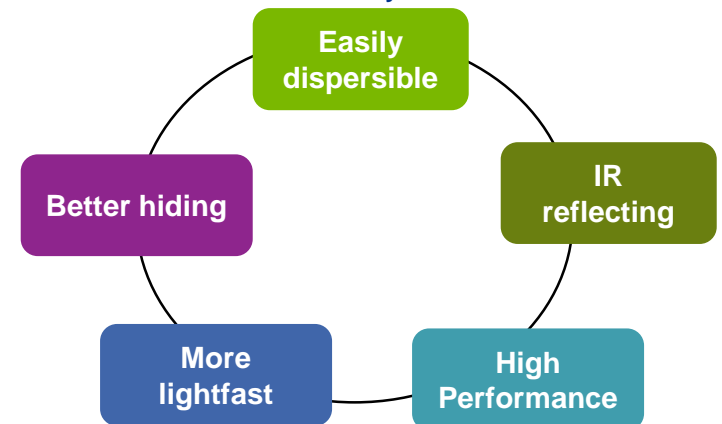 Easily
dispersible
IR
reflecting
Better hiding
More
lightfast
High
Performance